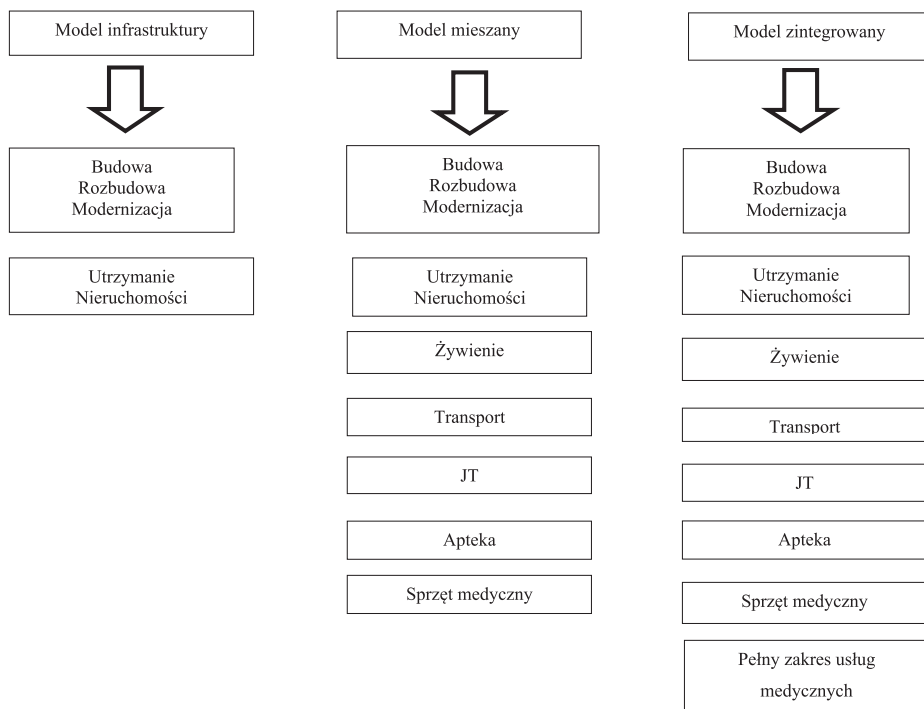 Model infrastruktury
Budowa
Rozbudowa
Modernizacja
Utrzymanie
Nieruchomości
Model mieszany
Budowa
Rozbudowa
Modernizacja
Utrzymanie
Nieruchomości
Żywienie
Transport
JT
Apteka
Sprzęt medyczny
Model zintegrowany
Budowa
Rozbudowa
Modernizacja
Utrzymanie
Nieruchomości
Żywienie
Transport
JT
Apteka
Sprzęt medyczny
Pełny zakres usług
medycznych